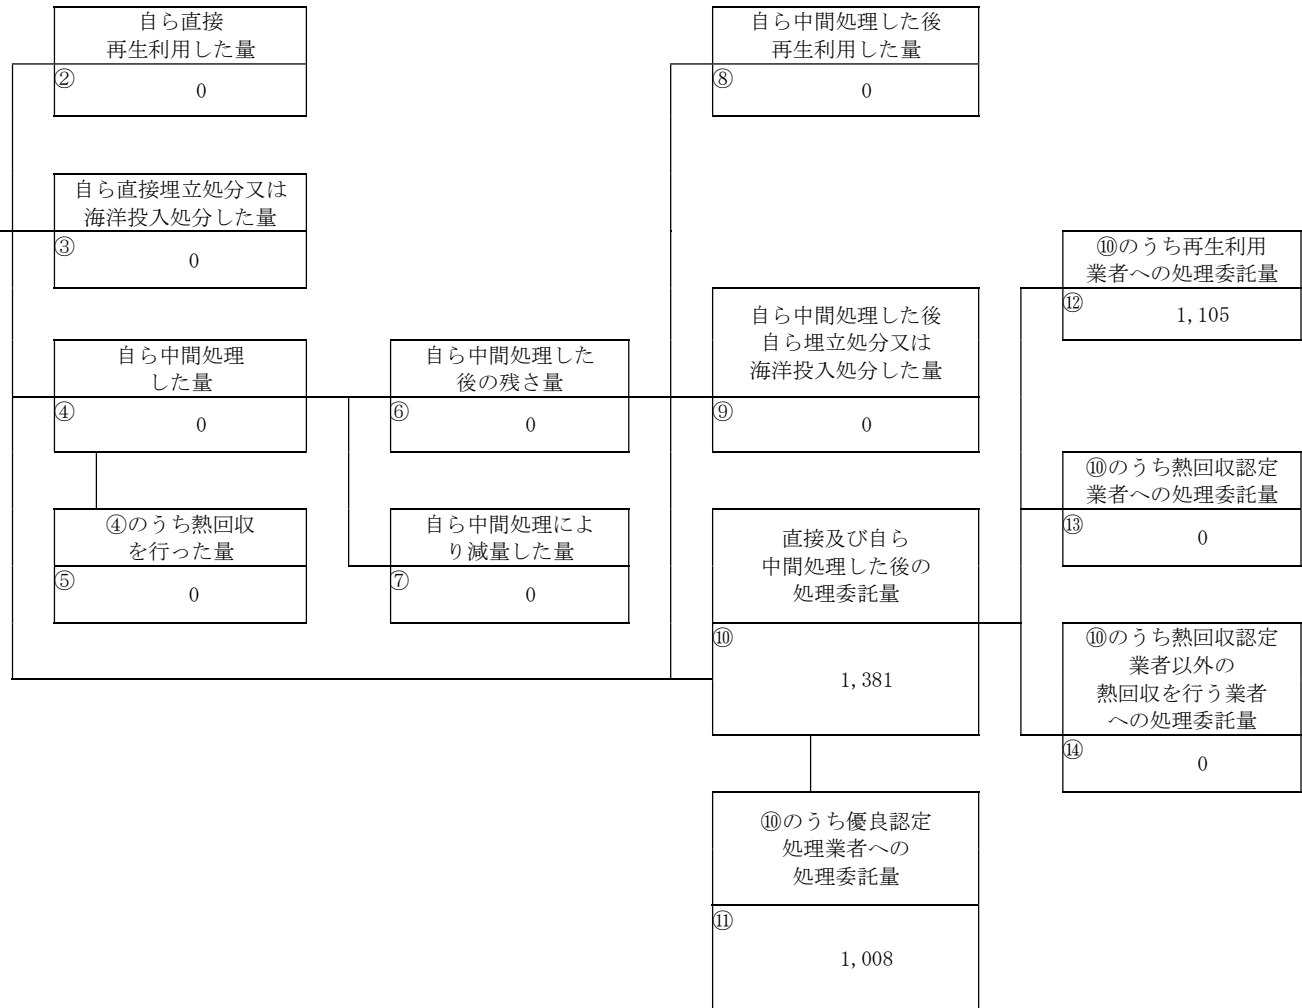 自ら直接
再生利用した量
②
0
自ら中間処理した後
再生利用した量
⑧
0
自ら直接埋立処分又は
海洋投入処分した量
③
0
⑩のうち再生利用
業者への処理委託量
⑫
1,105
自ら中間処理した後
自ら埋立処分又は
海洋投入処分した量
⑨
0
自ら中間処理
した量
④
0
自ら中間処理した
後の残さ量
⑥
0
⑩のうち熱回収認定
業者への処理委託量
⑬
0
④のうち熱回収
を行った量
⑤
0
自ら中間処理によ
り減量した量
⑦
0
直接及び自ら
中間処理した後の
処理委託量
⑩
1,381
⑩のうち熱回収認定
業者以外の
熱回収を行う業者
への処理委託量
⑭
0
⑩のうち優良認定
処理業者への
処理委託量
⑪
1,008